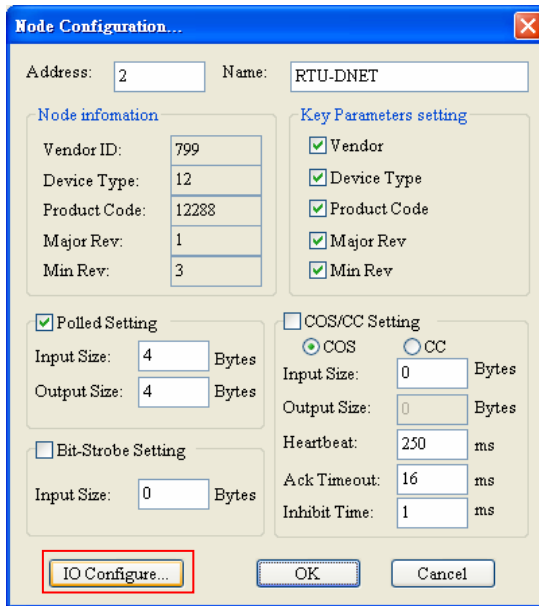 Node Configuration...
Address: 2 Name: RTU-DNET
Node infomation
Vendor ID: 799
Device Type: 12
Product Code: 12288
Major Rev: 1
Min Rev: 3
Key Parameters setting
Vendor
Device Type
Product Code
Major Rev
Min Rev
Polled Setting
Input Size: 4 Bytes
Output Size: 4 Bytes
Bit-Strobe Setting
Input Size: 0 Bytes
COS/CC Setting
COS CC
Input Size: 0 Bytes
Output Size: 0 Bytes
Heartbeat: 250 ms
Ack Timeout: 16 ms
Inhibit Time: 1 ms
IO Configure... OK Cancel